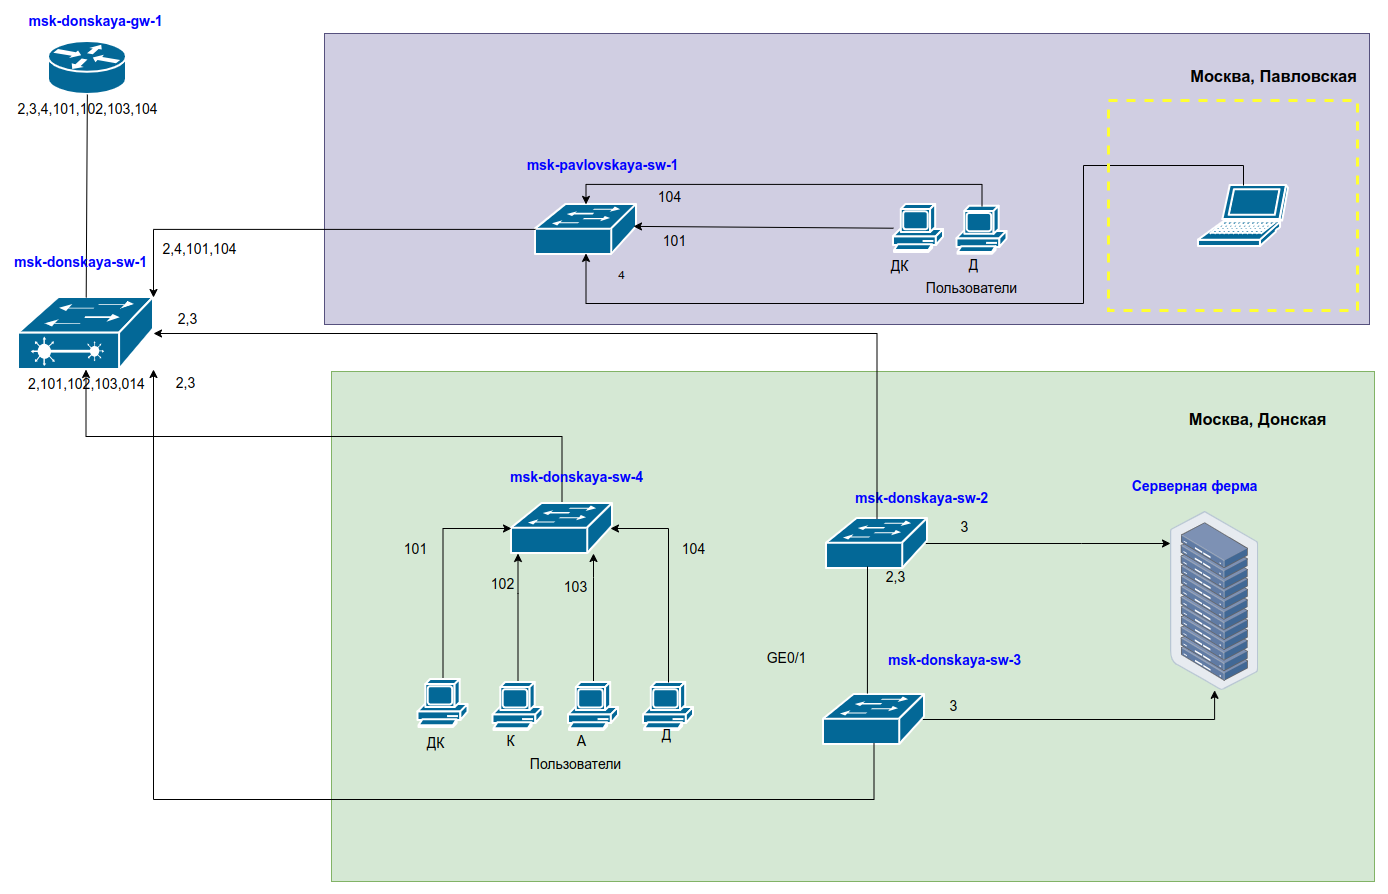 msk-donskaya-gw-1
2,3,4,101,102,103,104
Москва, Павловская
msk-pavlovskaya-sw-1
104
101
4
ДК
Д
Пользователи
2,4,101,104
msk-donskaya-sw-1
2,3
2,101,102,103,014
2,3
Москва, Донская
msk-donskaya-sw-4
msk-donskaya-sw-2
Серверная ферма
101
102
103
104
3
2,3
GE0/1
msk-donskaya-sw-3
3
ДК
К
А
Д
Пользователи